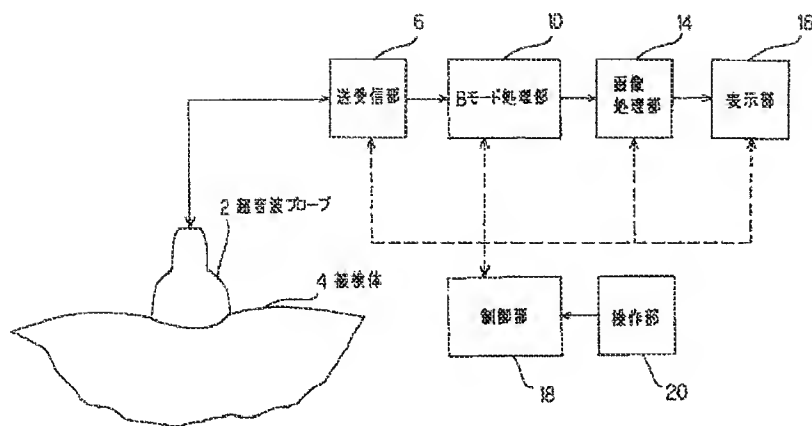 6
10
14
16
送受信部
Bモード処理部
画像
処理部
表示部
2 超音波プローブ
4 被検体
制御部
操作部
18
20